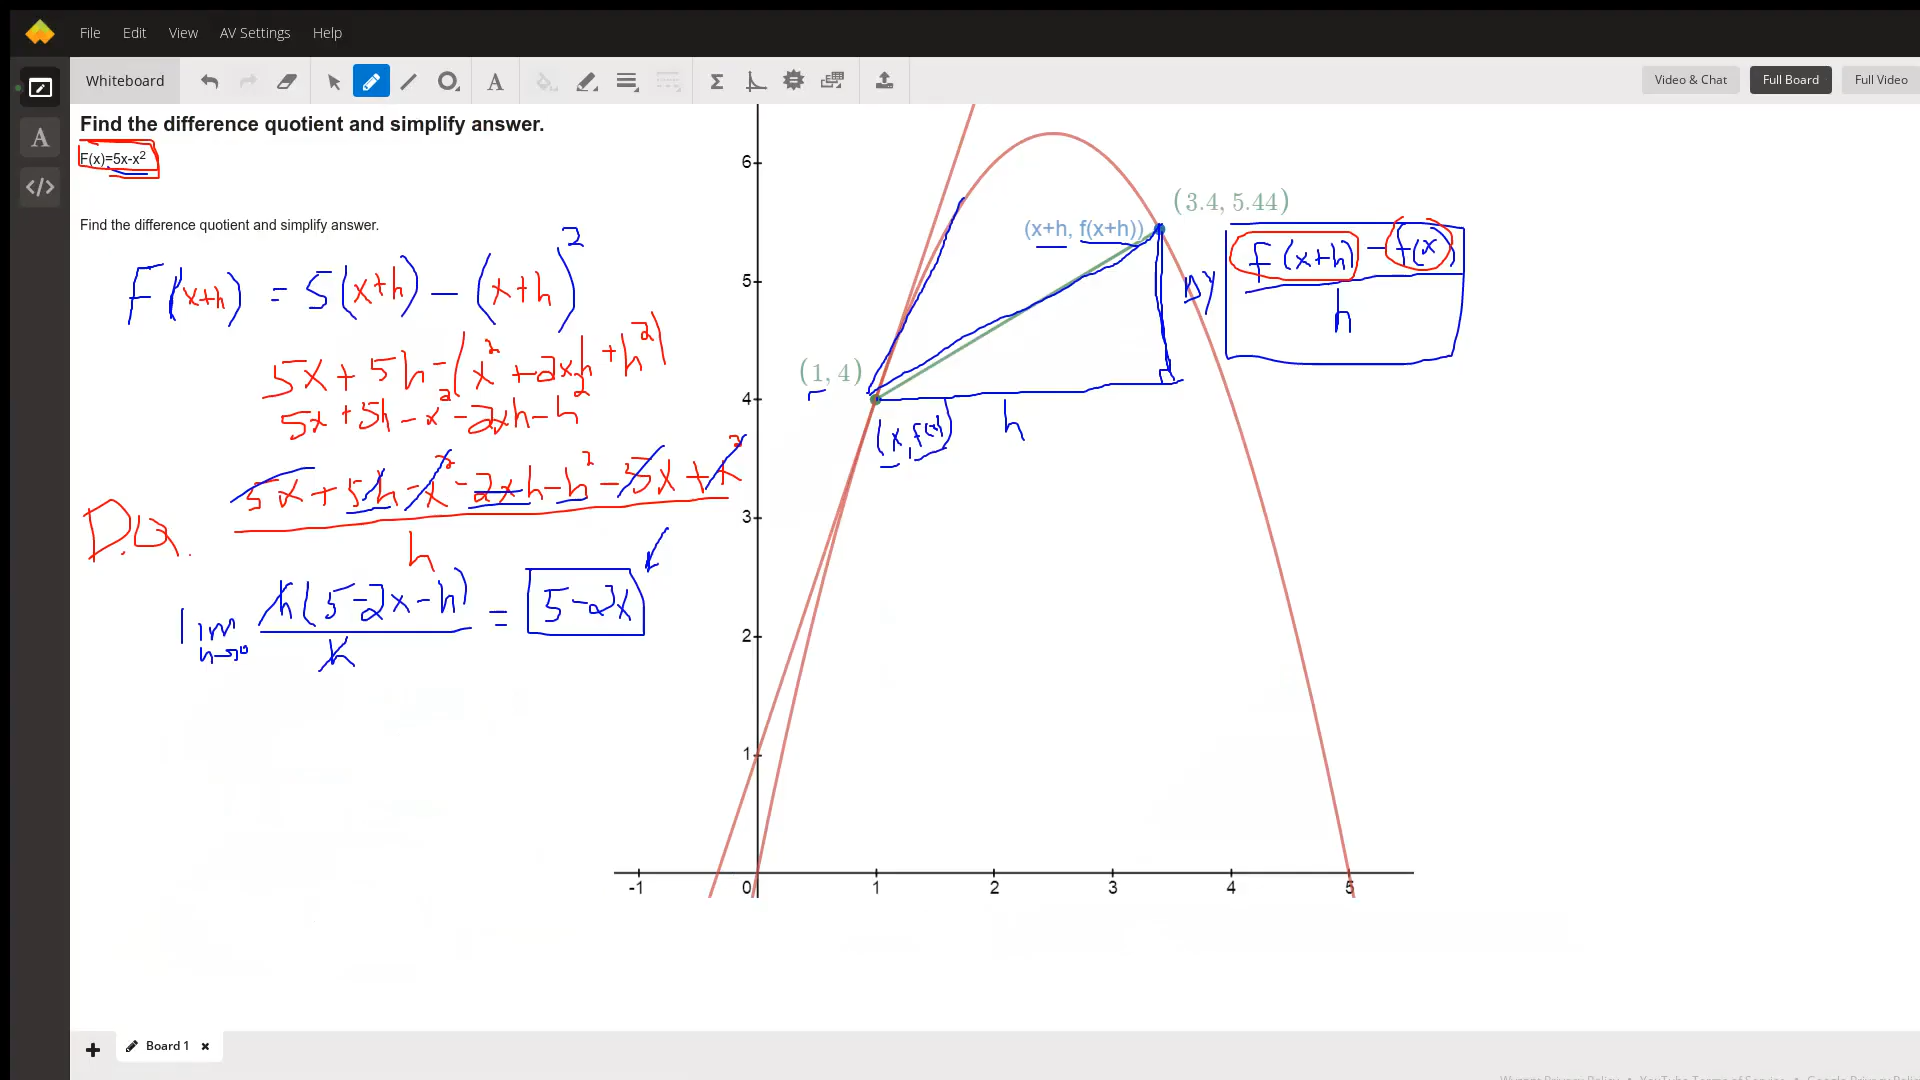 File Edit View AV Settings Help
Whiteboard
A
Σ
Video & Chat Full Board Full Video
A
</>
Find the difference quotient and simplify answer.
F(x)=5x-x²
Find the difference quotient and simplify answer.
F(x+h) = 5(x+h) - (x+h)²
5x + 5h - (x² + 2xh + h²)
5x + 5h - x² - 2xh - h²
D.Q. 5x + 5h - x² - 2xh - h² - 5x + x²
h
lim h(5-2x-h) = 5-2x
h→0 h
6
5
4
3
2
1
-1 0 1 2 3 4 5
(3.4, 5.44)
(x+h, f(x+h))
Δy
f(x+h) - f(x)
h
(1, 4)
(x, f(x))
h
+ Board 1 ×